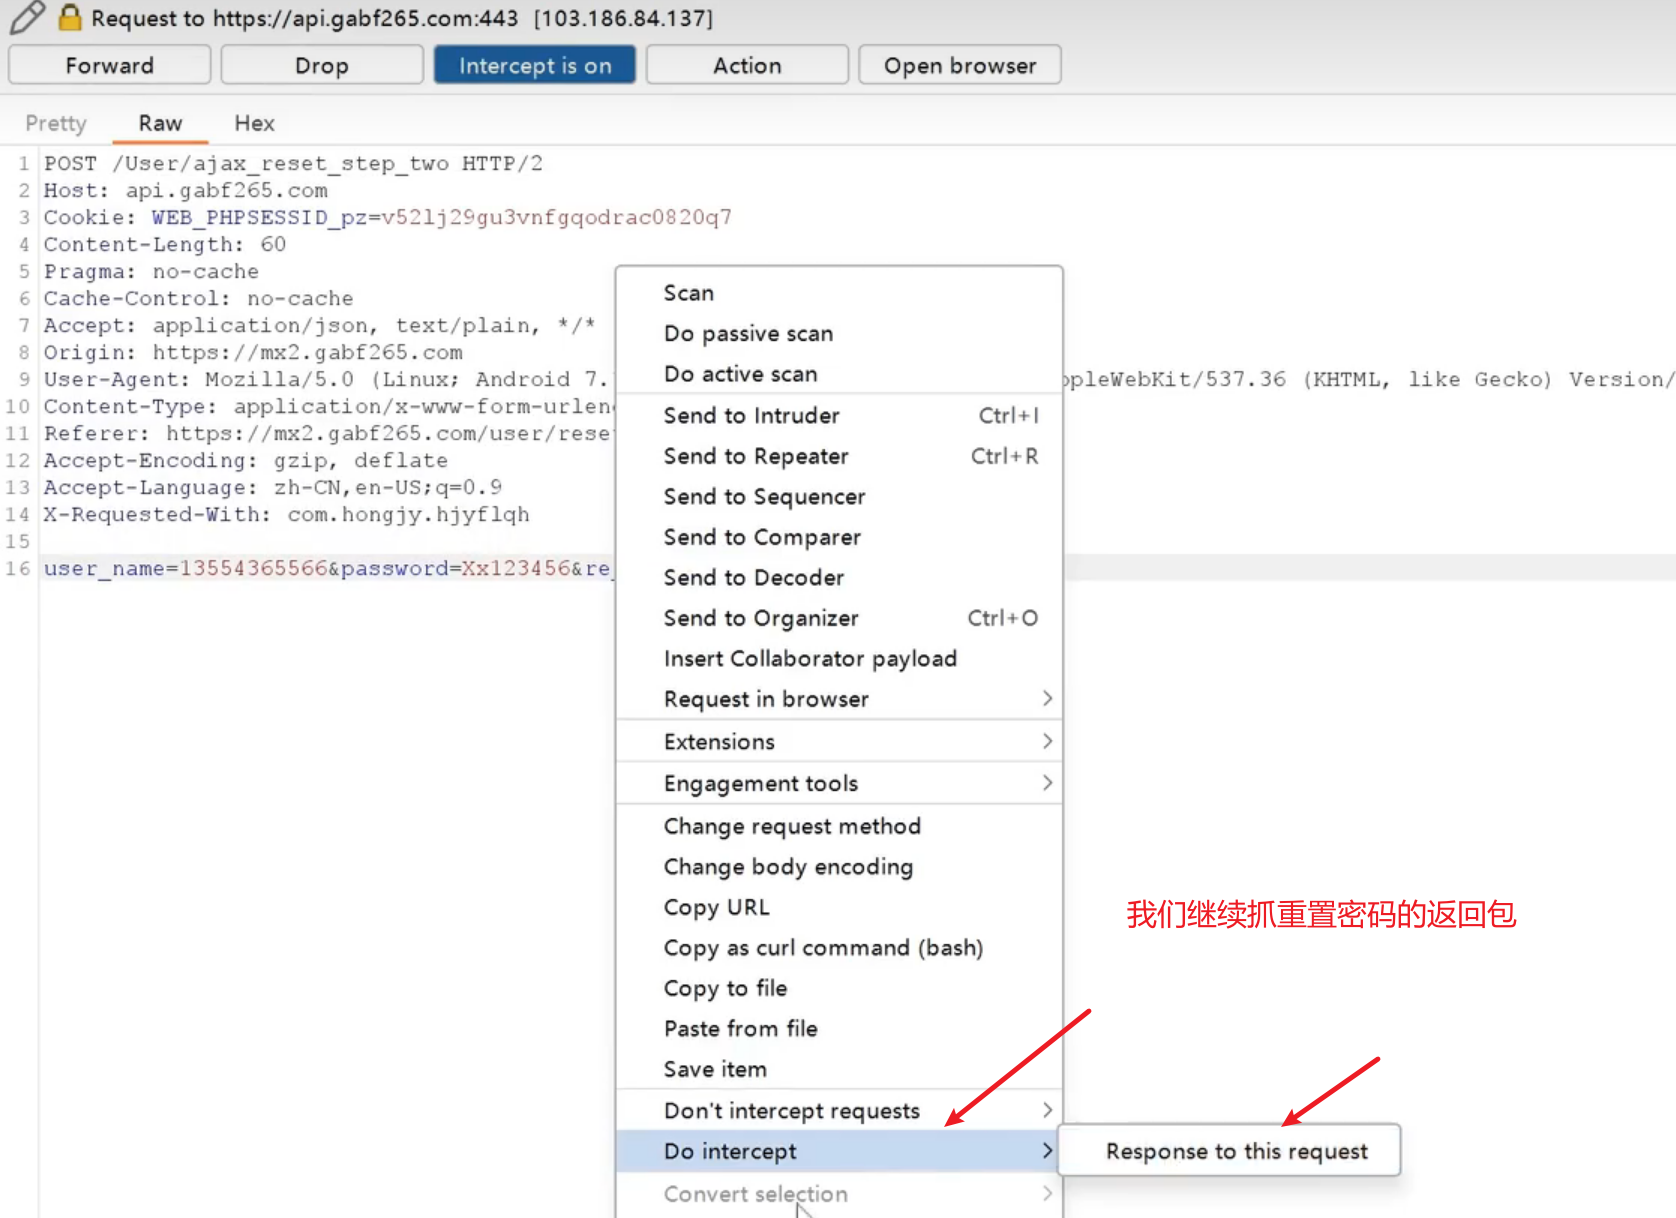 Request to https://api.gabf265.com:443 [103.186.84.137]
Forward Drop Intercept is on Action Open browser
Pretty Raw Hex
1 POST /User/ajax_reset_step_two HTTP/2
2 Host: api.gabf265.com
3 Cookie: WEB_PHPSESSID_pz=v52lj29gu3vnfgqodrac0820q7
4 Content-Length: 60
5 Pragma: no-cache
6 Cache-Control: no-cache
7 Accept: application/json, text/plain, */*
8 Origin: https://mx2.gabf265.com
9 User-Agent: Mozilla/5.0 (Linux; Android 7. ppleWebKit/537.36 (KHTML, like Gecko) Version/
10 Content-Type: application/x-www-form-urlen
11 Referer: https://mx2.gabf265.com/user/rese
12 Accept-Encoding: gzip, deflate
13 Accept-Language: zh-CN,en-US;q=0.9
14 X-Requested-With: com.hongjy.hjyflqh
15
16 user_name=13554365566&password=Xx123456&re_
Scan
Do passive scan
Do active scan
Send to Intruder Ctrl+I
Send to Repeater Ctrl+R
Send to Sequencer
Send to Comparer
Send to Decoder
Send to Organizer Ctrl+O
Insert Collaborator payload
Request in browser
Extensions
Engagement tools
Change request method
Change body encoding
Copy URL
Copy as curl command (bash)
Copy to file
Paste from file
Save item
Don't intercept requests
Do intercept
Convert selection
Response to this request
我们继续抓重置密码的返回包